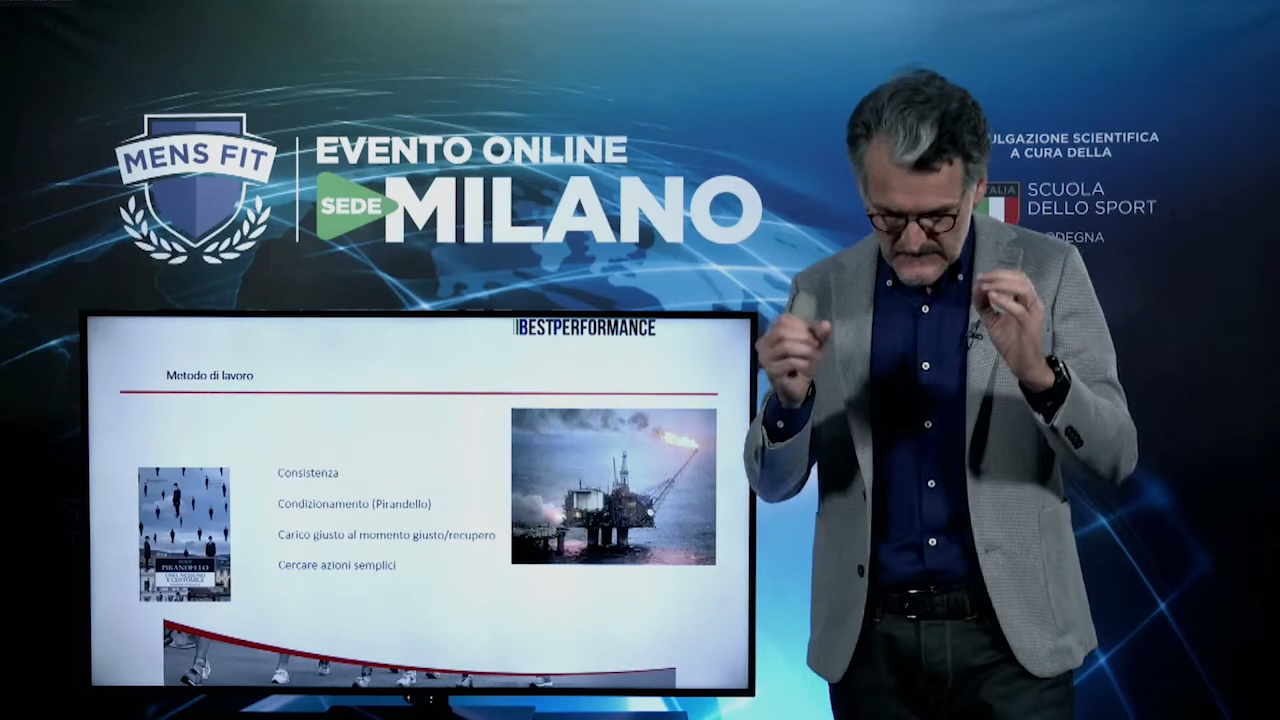 MENS FIT
EVENTO ONLINE
SEDE
MILANO
ULGAZIONE SCIENTIFICA
A CURA DELLA
SCUOLA
DELLO SPORT
BESTPERFORMANCE
Metodo di lavoro
Consistenza
Condizionamento (Pirandello)
Carico giusto al momento giusto/recupero
Cercare azioni semplici
PIRANDELLO